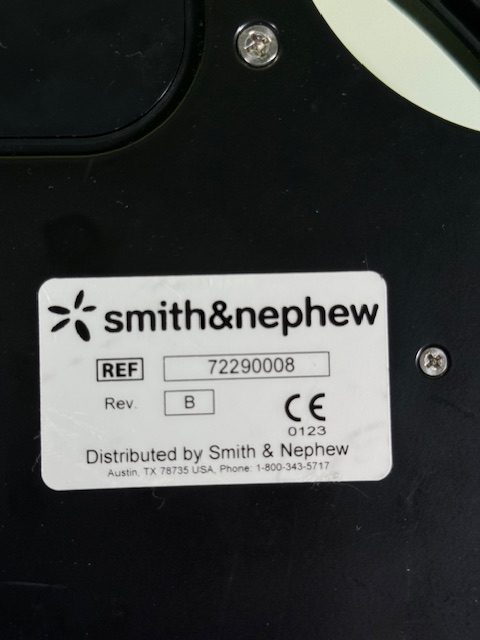 smith&nephew
REF 72290008
Rev. B
CE
0123
Distributed by Smith & Nephew
Austin, TX 78735 USA, Phone: 1-800-343-5717